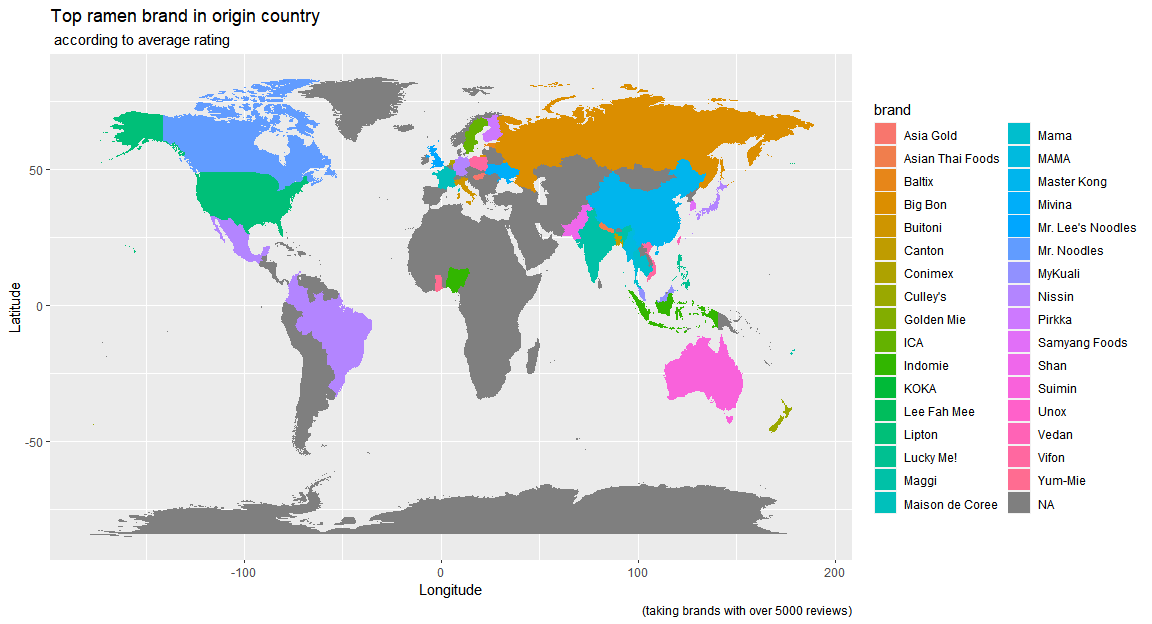 Top ramen brand in origin country
according to average rating
50
0
-50
Latitude
-100
0
100
200
Longitude
(taking brands with over 5000 reviews)
brand
Asia Gold
Asian Thai Foods
Baltix
Big Bon
Buitoni
Canton
Conimex
Culley's
Golden Mie
ICA
Indomie
KOKA
Lee Fah Mee
Lipton
Lucky Me!
Maggi
Maison de Coree
Mama
MAMA
Master Kong
Mivina
Mr. Lee's Noodles
Mr. Noodles
MyKuali
Nissin
Pirkka
Samyang Foods
Shan
Suimin
Unox
Vedan
Vifon
Yum-Mie
NA